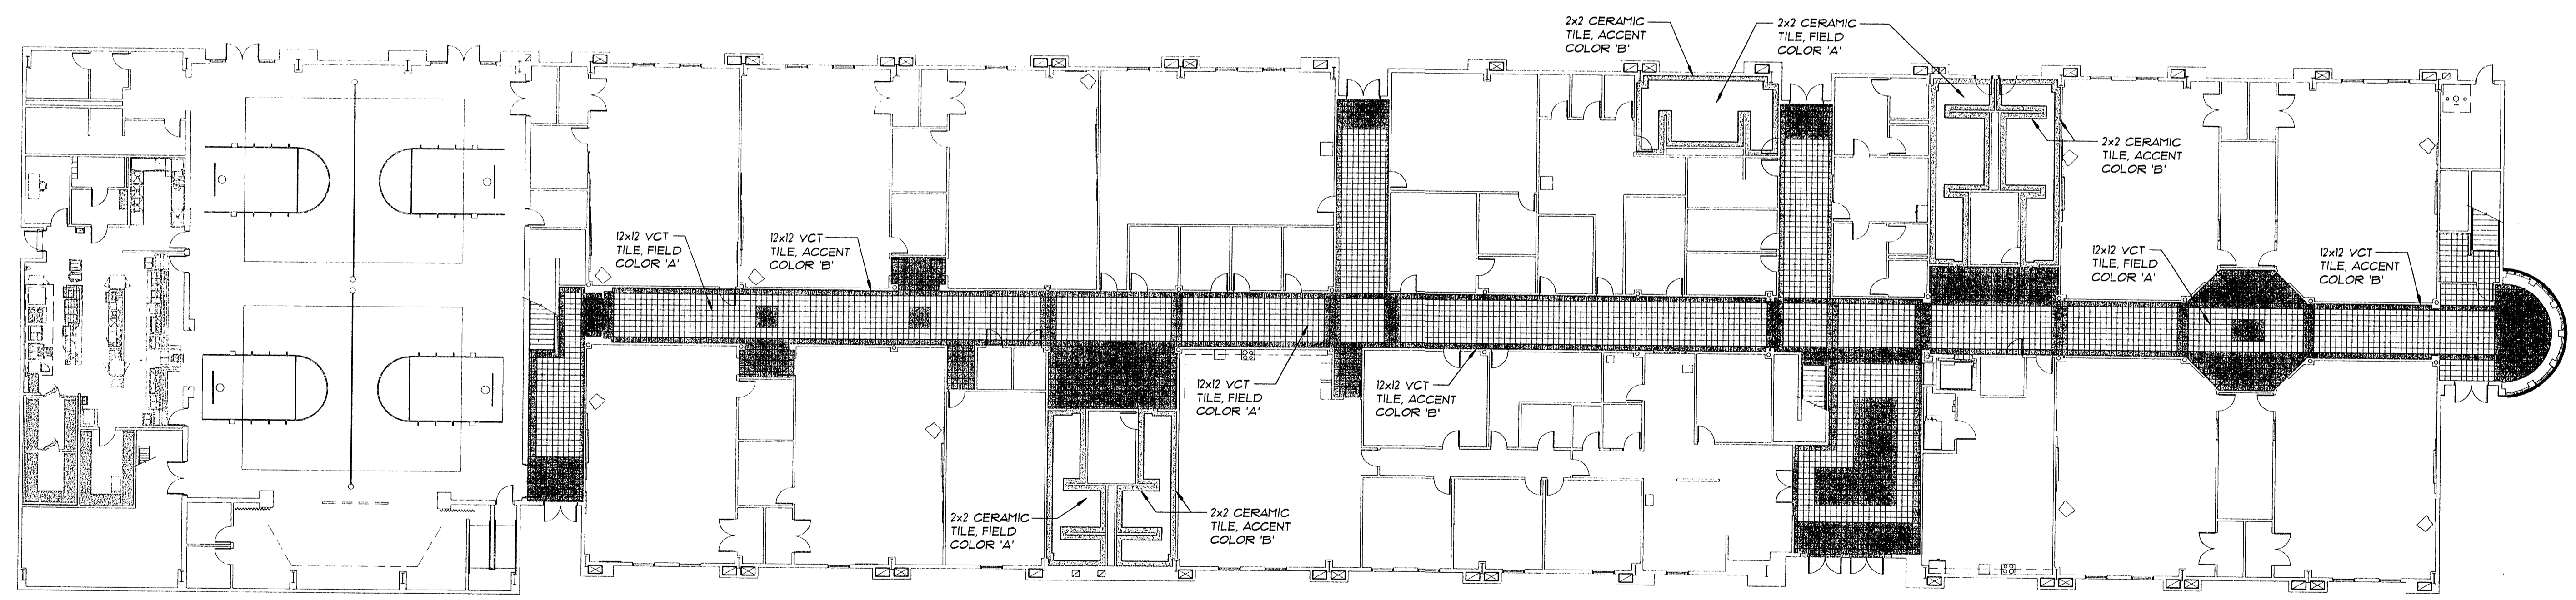 2x2 CERAMIC
TILE, ACCENT
COLOR 'B'
2x2 CERAMIC
TILE, FIELD
COLOR 'A'
2x2 CERAMIC
TILE, ACCENT
COLOR 'B'
12x12 VCT
TILE, FIELD
COLOR 'A'
12x12 VCT
TILE, ACCENT
COLOR 'B'
12x12 VCT
TILE, FIELD
COLOR 'A'
12x12 VCT
TILE, ACCENT
COLOR 'B'
12x12 VCT
TILE, FIELD
COLOR 'A'
12x12 VCT
TILE, ACCENT
COLOR 'B'
2x2 CERAMIC
TILE, FIELD
COLOR 'A'
2x2 CERAMIC
TILE, ACCENT
COLOR 'B'